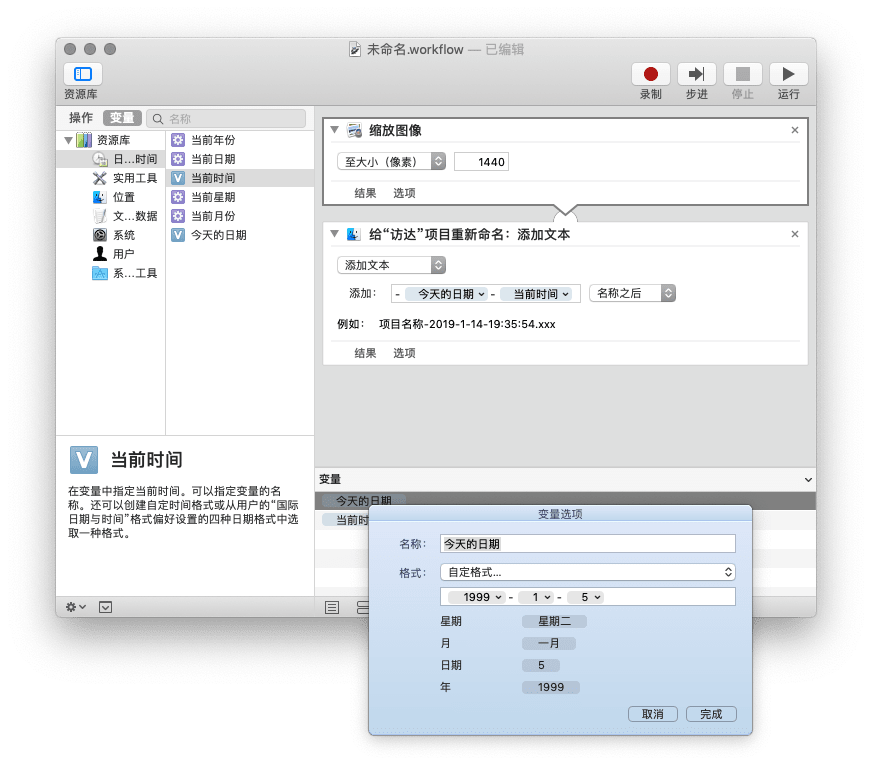 未命名.workflow — 已编辑
资源库
录制
步进
停止
运行
操作
变量
名称
资源库
日...时间
实用工具
位置
文...数据
系统
用户
系...工具
当前年份
当前日期
当前时间
当前星期
当前月份
今天的日期
缩放图像
至大小（像素）
1440
结果 选项
给“访达”项目重新命名：添加文本
添加文本
添加： - 今天的日期 - 当前时间 名称之后
例如： 项目名称-2019-1-14-19:35:54.xxx
结果 选项
V 当前时间
在变量中指定当前时间。可以指定变量的名
称。还可以创建自定时间格式或从用户的“国际
日期与时间”格式偏好设置的四种日期格式中选
取一种格式。
变量
今天的日期
当前时
变量选项
名称： 今天的日期
格式： 自定格式...
1999 - 1 - 5
星期 星期二
月 一月
日期 5
年 1999
取消 完成